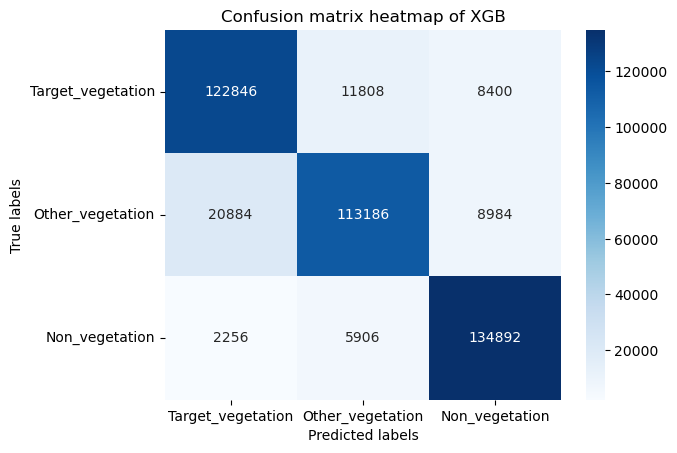 Confusion matrix heatmap of XGB
True labels
Target_vegetation 122846 11808 8400
Other_vegetation 20884 113186 8984
Non_vegetation 2256 5906 134892
Target_vegetation Other_vegetation Non_vegetation
Predicted labels
120000
100000
80000
60000
40000
20000